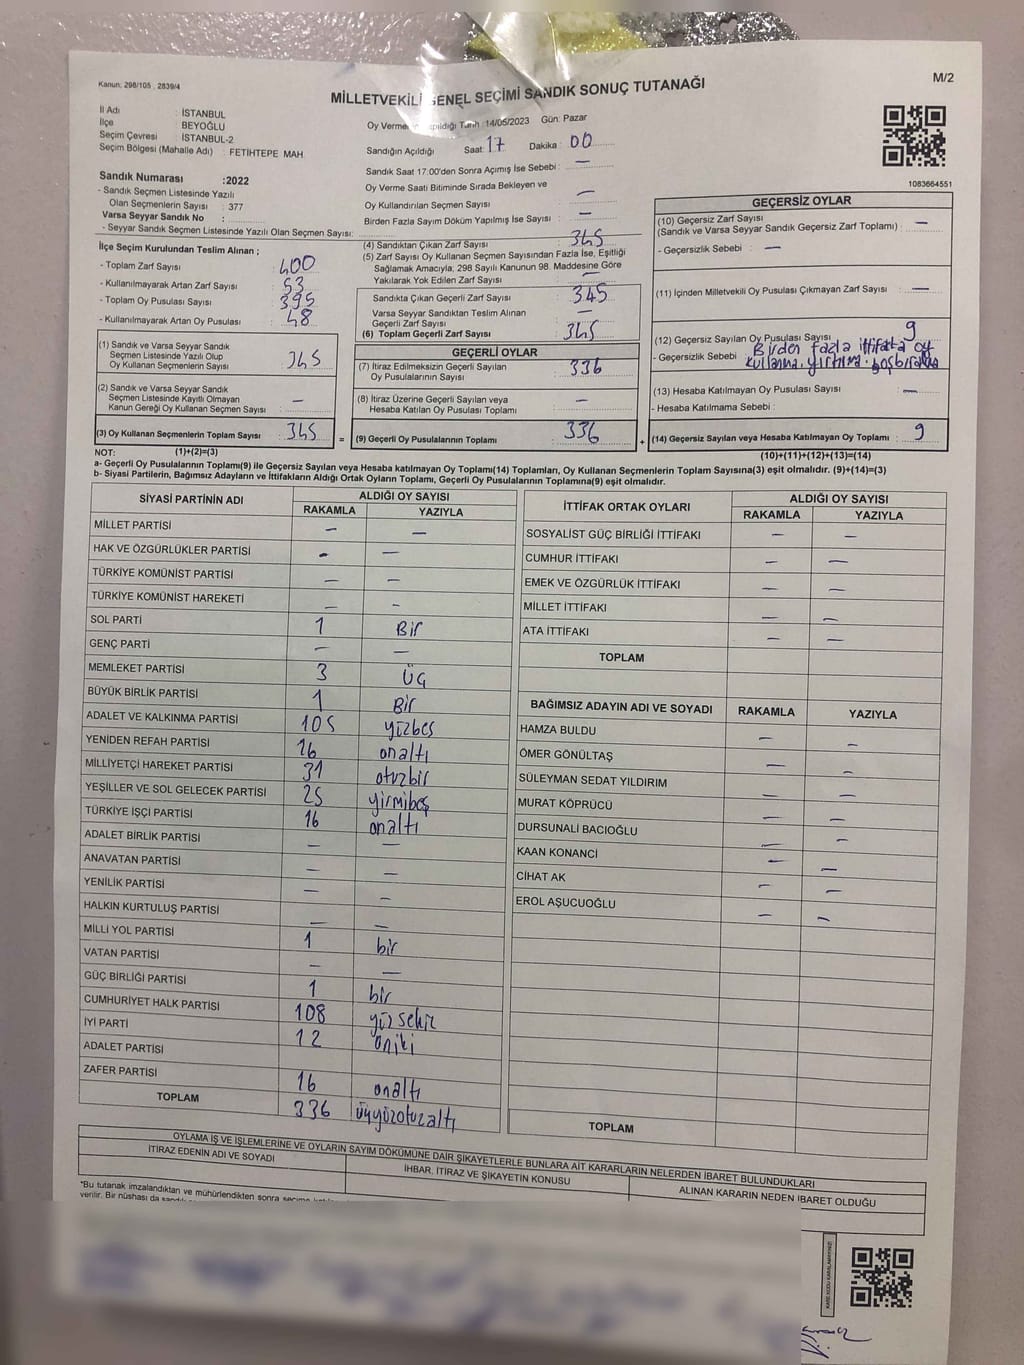 Kanun: 298/105, 2839/4
M/2
MİLLETVEKİLİ GENEL SEÇİMİ SANDIK SONUÇ TUTANAĞI
İl Adı : İSTANBUL
İlçe : BEYOĞLU
Seçim Çevresi : İSTANBUL-2
Seçim Bölgesi (Mahalle Adı) : FETİHTEPE MAH.
Oy Vermenin Yapıldığı Tarih :14/05/2023 Gün: Pazar
Sandığın Açıldığı Saat: 17 Dakika : 00
Sandık Saat 17.00'den Sonra Açımış İse Sebebi : —
Oy Verme Saati Bitiminde Sırada Bekleyen ve
Oy Kullandırılan Seçmen Sayısı : —
Birden Fazla Sayım Döküm Yapılmış İse Sayısı : —
1083664551
Sandık Numarası :2022
- Sandık Seçmen Listesinde Yazılı
Olan Seçmenlerin Sayısı : 377
Varsa Seyyar Sandık No :
- Seyyar Sandık Seçmen Listesinde Yazılı Olan Seçmen Sayısı:
İlçe Seçim Kurulundan Teslim Alınan ;
- Toplam Zarf Sayısı : 400
- Kullanılmayarak Artan Zarf Sayısı : 53
- Toplam Oy Pusulası Sayısı : 395
- Kullanılmayarak Artan Oy Pusulası : 48
(1) Sandık ve Varsa Seyyar Sandık
Seçmen Listesinde Yazılı Olup
Oy Kullanan Seçmenlerin Sayısı : 345
(2) Sandık ve Varsa Seyyar Sandık
Seçmen Listesinde Kayıtlı Olmayan
Kanun Gereği Oy Kullanan Seçmen Sayısı : —
(3) Oy Kullanan Seçmenlerin Toplam Sayısı : 345
(4) Sandıktan Çıkan Zarf Sayısı : 345
(5) Zarf Sayısı Oy Kullanan Seçmen Sayısından Fazla İse, Eşitliği
Sağlamak Amacıyla, 298 Sayılı Kanunun 98. Maddesine Göre
Yakılarak Yok Edilen Zarf Sayısı : —
Sandıkta Çıkan Geçerli Zarf Sayısı : 345
Varsa Seyyar Sandıktan Teslim Alınan
Geçerli Zarf Sayısı : —
(6) Toplam Geçerli Zarf Sayısı : 345
GEÇERLİ OYLAR
(7) İtiraz Edilmeksizin Geçerli Sayılan
Oy Pusulalarının Sayısı : 336
(8) İtiraz Üzerine Geçerli Sayılan veya
Hesaba Katılan Oy Pusulası Toplamı : —
= (9) Geçerli Oy Pusulalarının Toplamı : 336
GEÇERSİZ OYLAR
(10) Geçersiz Zarf Sayısı
(Sandık ve Varsa Seyyar Sandık Geçersiz Zarf Toplamı) : —
- Geçersizlik Sebebi : —
(11) İçinden Milletvekili Oy Pusulası Çıkmayan Zarf Sayısı : —
(12) Geçersiz Sayılan Oy Pusulası Sayısı : 9
- Geçersizlik Sebebi : Birden fazla ittifakta oy
kullanma, yırtma. boşbırakma
(13) Hesaba Katılmayan Oy Pusulası Sayısı : —
- Hesaba Katılmama Sebebi :
+ (14) Geçersiz Sayılan veya Hesaba Katılmayan Oy Toplamı : 9
NOT: (1)+(2)=(3) (10)+(11)+(12)+(13)=(14)
a- Geçerli Oy Pusulalarının Toplamı(9) ile Geçersiz Sayılan veya Hesaba katılmayan Oy Toplamı(14) Toplamları, Oy Kullanan Seçmenlerin Toplam Sayısına(3) eşit olmalıdır. (9)+(14)=(3)
b- Siyasi Partilerin, Bağımsız Adayların ve İttifakların Aldığı Ortak Oyların Toplamı, Geçerli Oy Pusulalarının Toplamına(9) eşit olmalıdır.
SİYASİ PARTİNİN ADI ALDIĞI OY SAYISI
RAKAMLA YAZIYLA
MİLLET PARTİSİ — —
HAK VE ÖZGÜRLÜKLER PARTİSİ - —
TÜRKİYE KOMÜNİST PARTİSİ — —
TÜRKİYE KOMÜNİST HAREKETİ — -
SOL PARTİ 1 Bir
GENÇ PARTİ — —
MEMLEKET PARTİSİ 3 ÜÇ
BÜYÜK BİRLİK PARTİSİ 1 Bir
ADALET VE KALKINMA PARTİSİ 105 yüzbeş
YENİDEN REFAH PARTİSİ 16 onaltı
MİLLİYETÇİ HAREKET PARTİSİ 31 otuzbir
YEŞİLLER VE SOL GELECEK PARTİSİ 25 yirmibeş
TÜRKİYE İŞÇİ PARTİSİ 16 onaltı
ADALET BİRLİK PARTİSİ — —
ANAVATAN PARTİSİ —
YENİLİK PARTİSİ — —
HALKIN KURTULUŞ PARTİSİ — —
MİLLİ YOL PARTİSİ 1 bir
VATAN PARTİSİ — —
GÜÇ BİRLİĞİ PARTİSİ 1 bir
CUMHURİYET HALK PARTİSİ 108 yüzsekiz
İYİ PARTİ 12 oniki
ADALET PARTİSİ
ZAFER PARTİSİ 16 onaltı
TOPLAM 336 üçyüzotuzaltı
İTTİFAK ORTAK OYLARI ALDIĞI OY SAYISI
RAKAMLA YAZIYLA
SOSYALİST GÜÇ BİRLİĞİ İTTİFAKI — —
CUMHUR İTTİFAKI — —
EMEK VE ÖZGÜRLÜK İTTİFAKI — —
MİLLET İTTİFAKI — —
ATA İTTİFAKI — —
TOPLAM
BAĞIMSIZ ADAYIN ADI VE SOYADI RAKAMLA YAZIYLA
HAMZA BULDU — —
ÖMER GÖNÜLTAŞ — —
SÜLEYMAN SEDAT YILDIRIM — —
MURAT KÖPRÜCÜ — —
DURSUNALİ BACIOĞLU — —
KAAN KONANCİ — —
CİHAT AK — —
EROL AŞUCUOĞLU — —
TOPLAM
OYLAMA İŞ VE İŞLEMLERİNE VE OYLARIN SAYIM DÖKÜMÜNE DAİR ŞİKAYETLERLE BUNLARA AİT KARARLARIN NELERDEN İBARET BULUNDUKLARI
İTİRAZ EDENİN ADI VE SOYADI İHBAR, İTİRAZ VE ŞİKAYETİN KONUSU ALINAN KARARIN NEDEN İBARET OLDUĞU
*Bu tutanak imzalandıktan ve mühürlendikten sonra
verilir. Bir nüshası da